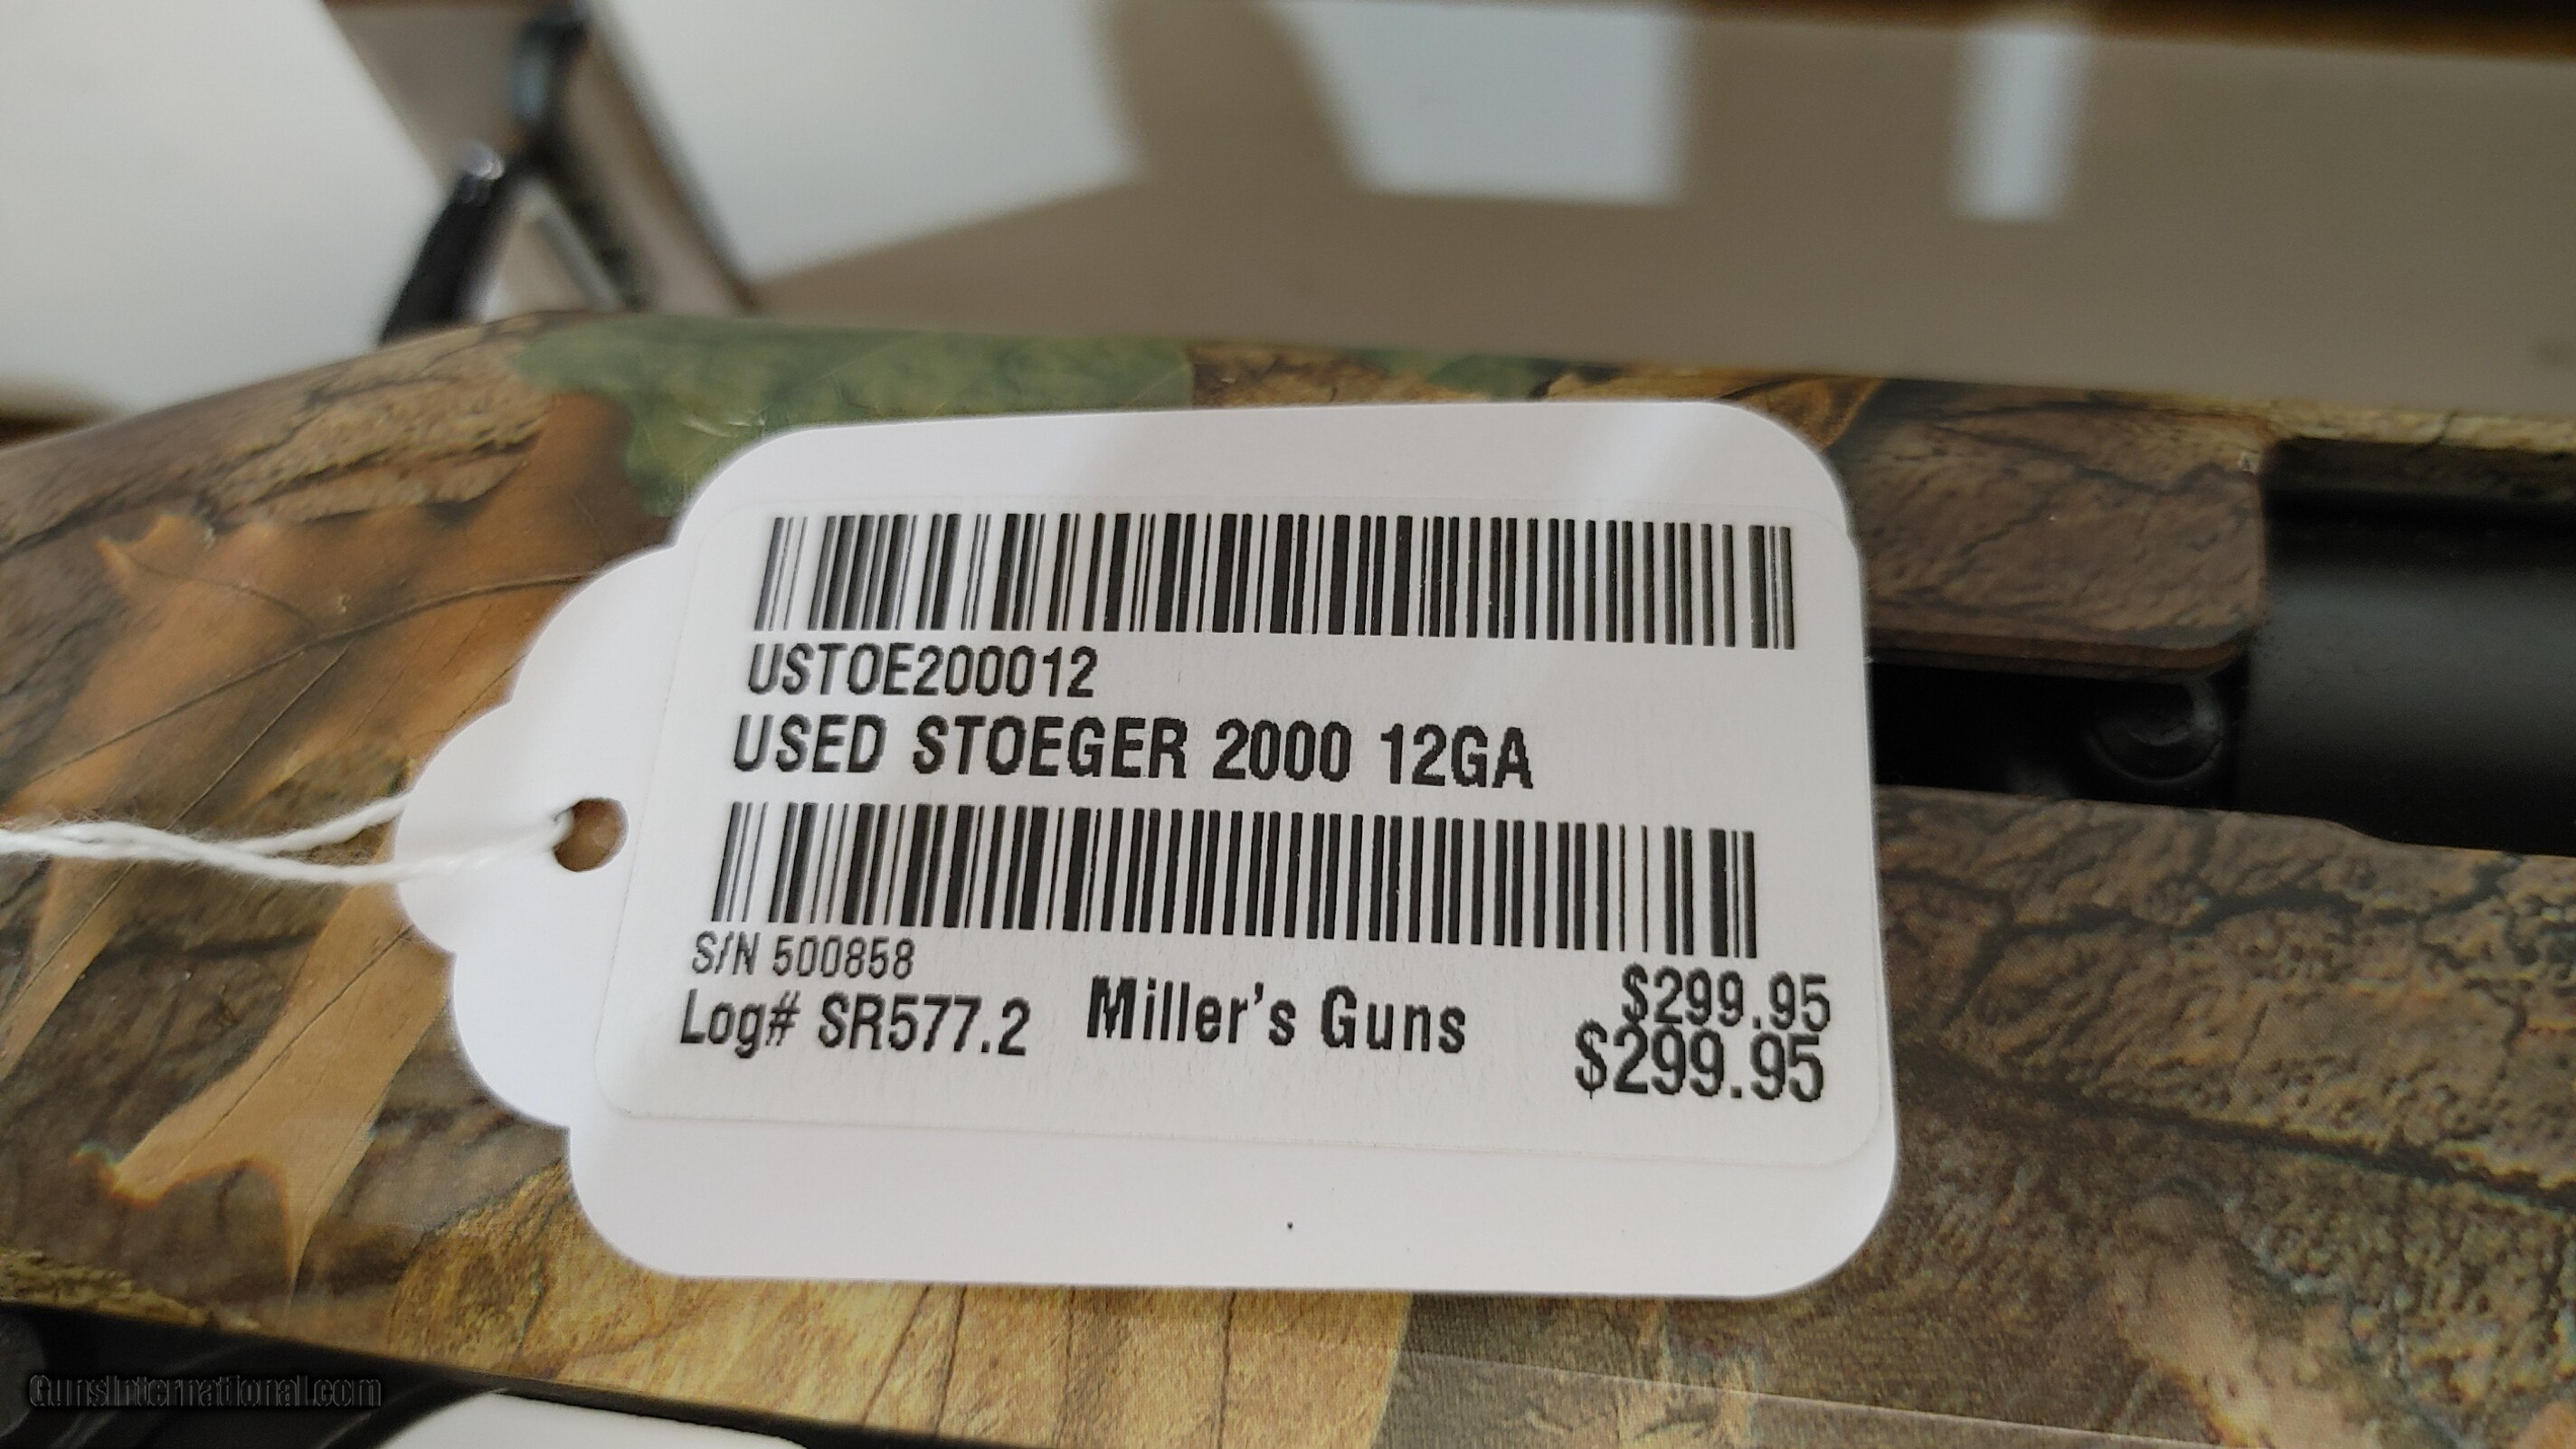 USTOE200012
USED STOEGER 2000 12GA
S/N 500858
$299.95
Log# SR577.2 Miller's Guns $299.95
GunsInternational.com